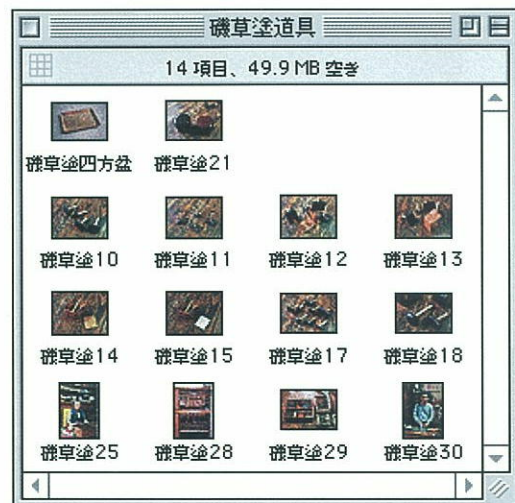 磯草塗道具
14 項目、49.9 MB 空き
磯草塗四方盆 磯草塗21
磯草塗10 磯草塗11 磯草塗12 磯草塗13
磯草塗14 磯草塗15 磯草塗17 磯草塗18
磯草塗25 磯草塗28 磯草塗29 磯草塗30